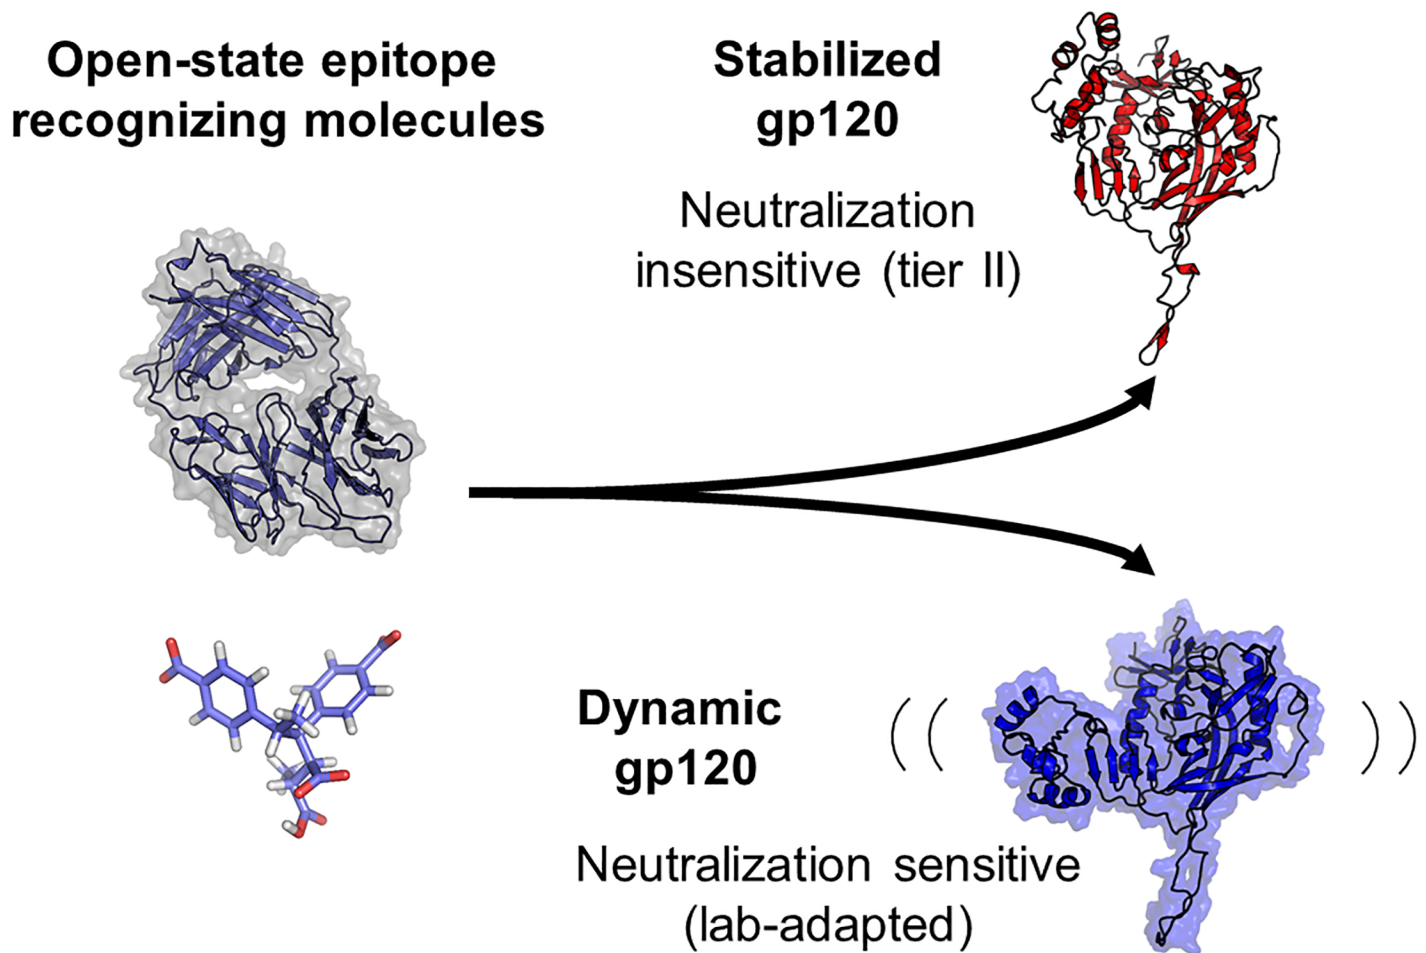 Open-state epitope
recognizing molecules
Stabilized
gp120
Neutralization
insensitive (tier II)
Dynamic
gp120
Neutralization sensitive
(lab-adapted)